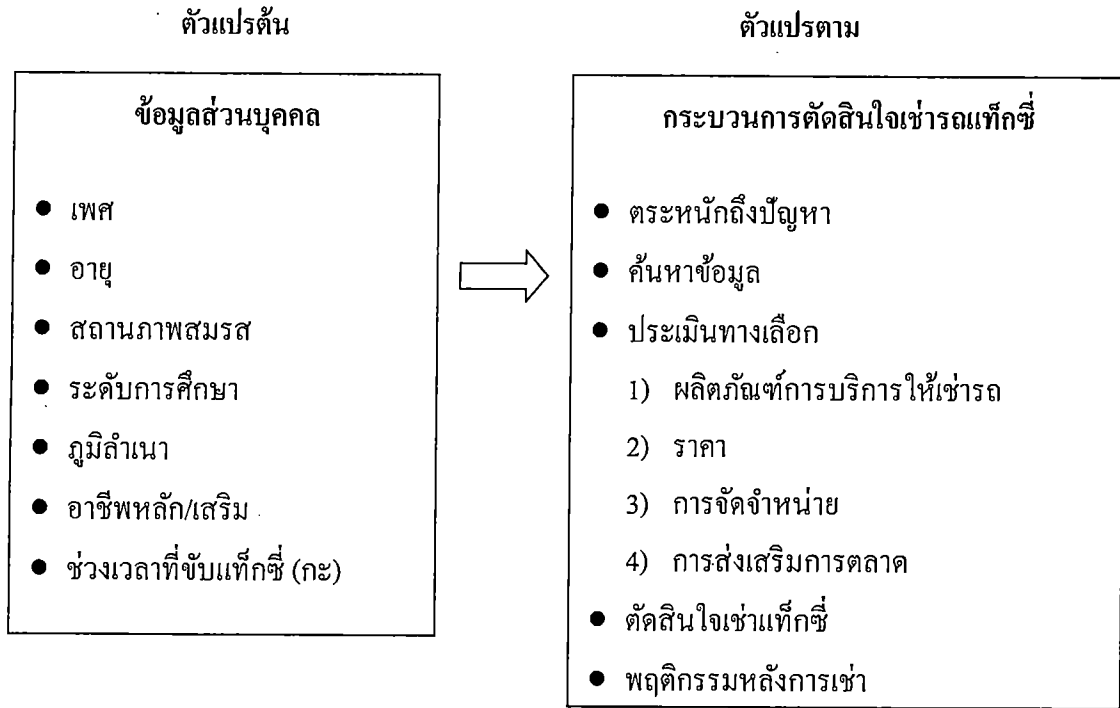 ตัวแปรต้น
ข้อมูลส่วนบุคคล
● เพศ
● อายุ
● สถานภาพสมรส
● ระดับการศึกษา
● ภูมิลำเนา
● อาชีพหลัก/เสริม
● ช่วงเวลาที่ขับแท็กซี่ (กะ)
ตัวแปรตาม
กระบวนการตัดสินใจเช่ารถแท็กซี่
● ตระหนักถึงปัญหา
● ค้นหาข้อมูล
● ประเมินทางเลือก
1) ผลิตภัณฑ์การบริการให้เช่ารถ
2) ราคา
3) การจัดจำหน่าย
4) การส่งเสริมการตลาด
● ตัดสินใจเช่าแท็กซี่
● พฤติกรรมหลังการเช่า